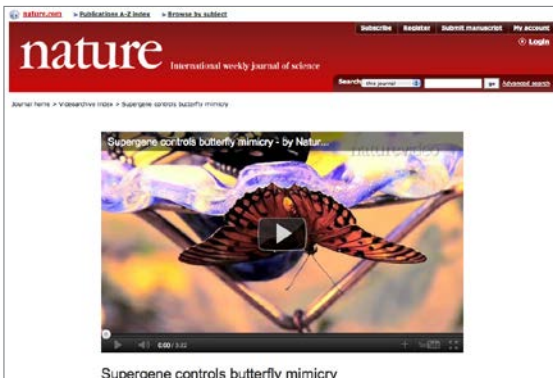 nature.com » Publications A-Z index » Browse by subject
Subscribe Register Submit manuscript My account
Login
nature International weekly journal of science
Search this journal go Advanced search
Journal home > Videoarchive index > Supergene controls butterfly mimicry
Supergene controls butterfly mimicry - by Natur...
naturevideo
0:00 / 3:22
Supergene controls butterfly mimicry